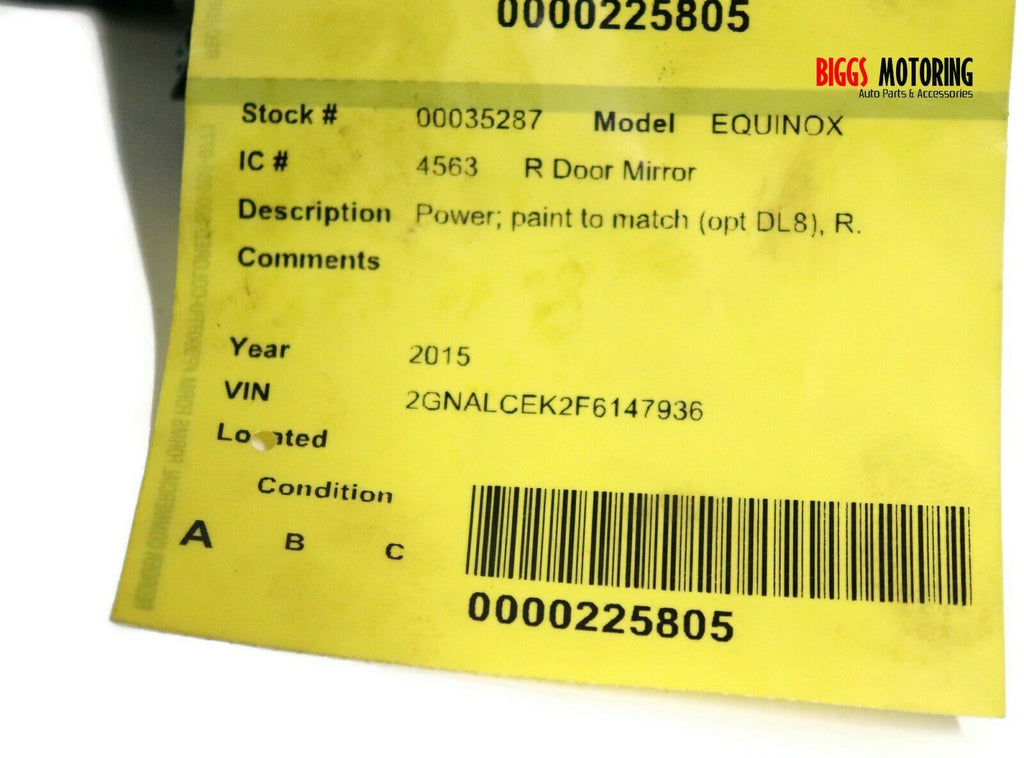 0000225805
BIGGS MOTORING
Auto Parts & Accessories
Stock # 00035287 Model EQUINOX
IC # 4563 R Door Mirror
Description Power; paint to match (opt DL8), R.
Comments
Year 2015
VIN 2GNALCEK2F6147936
Located
Condition
A B C
0000225805